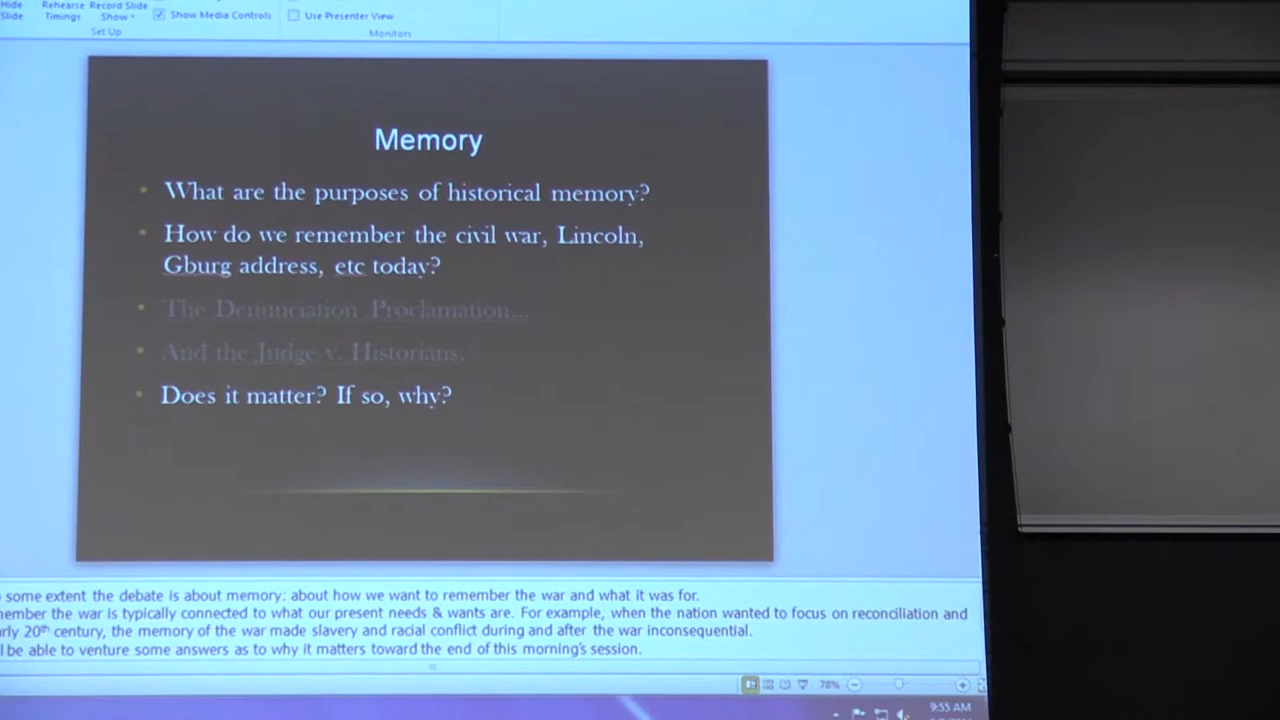 Hide
Slide
Rehearse
Timings
Record Slide
Show
Show Media Controls
Use Presenter View
Set Up
Monitors
Memory
• What are the purposes of historical memory?
• How do we remember the civil war, Lincoln,
Gburg address, etc today?
• The Denunciation Proclamation...
• And the Judge v. Historians.
• Does it matter? If so, why?
some extent the debate is about memory: about how we want to remember the war and what it was for.
ember the war is typically connected to what our present needs & wants are. For example, when the nation wanted to focus on reconciliation and
rly 20th century, the memory of the war made slavery and racial conflict during and after the war inconsequential.
l be able to venture some answers as to why it matters toward the end of this morning's session.
78%
9:55 AM